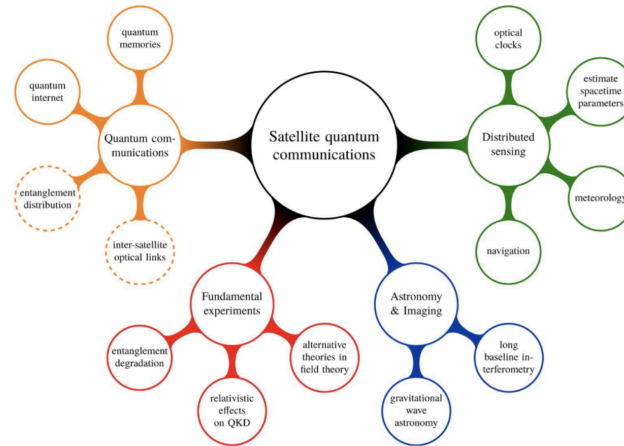 Satellite quantum
communications
Quantum com-
munications
quantum
memories
quantum
internet
entanglement
distribution
inter-satellite
optical links
Distributed
sensing
optical
clocks
estimate
spacetime
parameters
meteorology
navigation
Fundamental
experiments
entanglement
degradation
relativistic
effects
on QKD
alternative
theories in
field theory
Astronomy
& Imaging
gravitational
wave
astronomy
long
baseline in-
terferometry